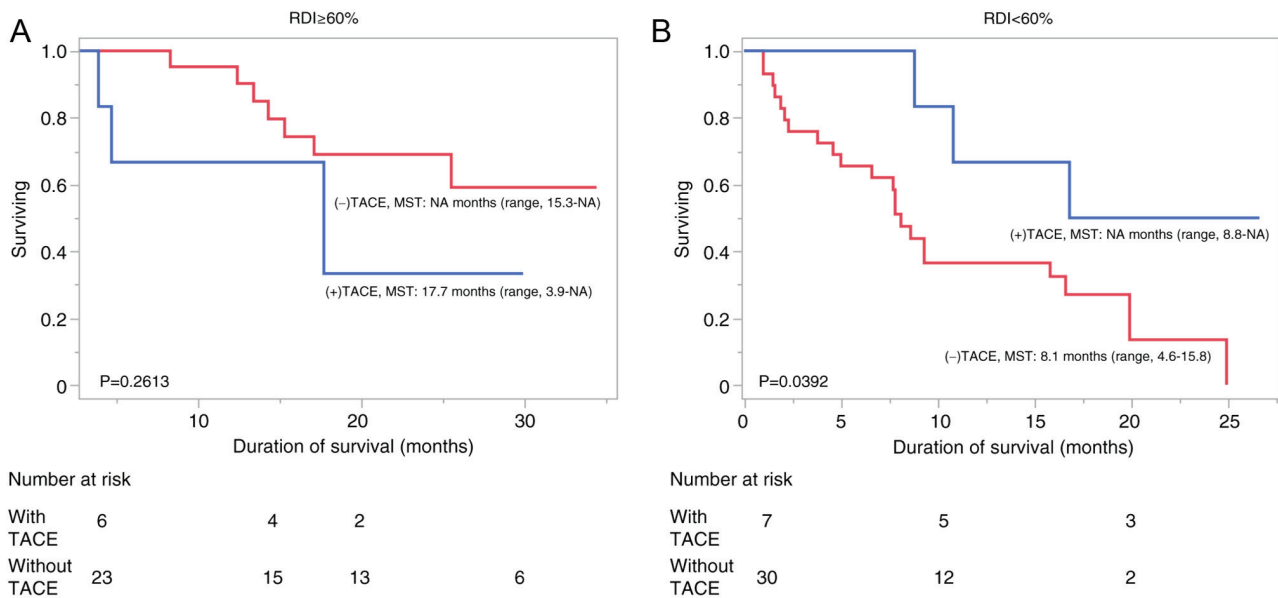 A
RDI≥60%
1.0
0.8
0.6
0.4
0.2
0
Surviving
(−)TACE, MST: NA months (range, 15.3-NA)
(+)TACE, MST: 17.7 months (range, 3.9-NA)
P=0.2613
10 20 30
Duration of survival (months)
Number at risk
With TACE 6 4 2
Without TACE 23 15 13 6
B
RDI<60%
1.0
0.8
0.6
0.4
0.2
0
Surviving
(+)TACE, MST: NA months (range, 8.8-NA)
(−)TACE, MST: 8.1 months (range, 4.6-15.8)
P=0.0392
0 5 10 15 20 25
Duration of survival (months)
Number at risk
With TACE 7 5 3
Without TACE 30 12 2